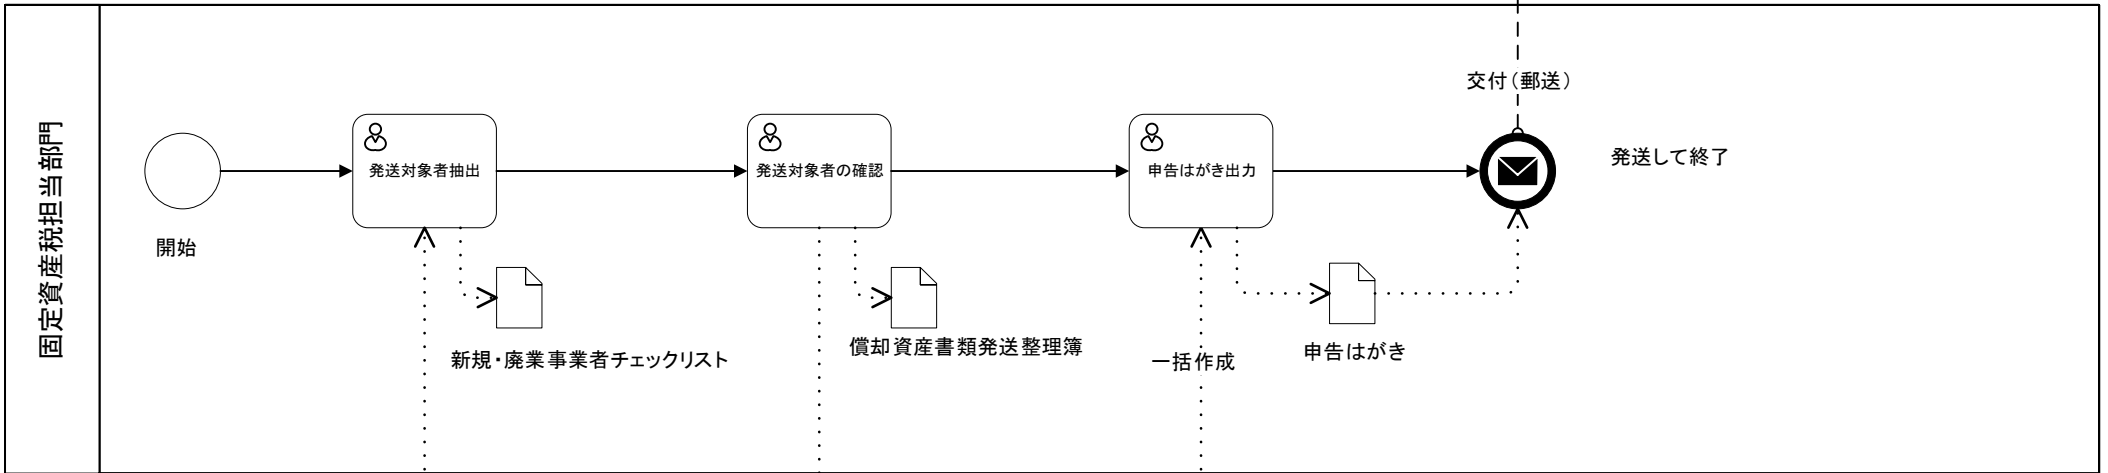 固定資産税担当部門
交付(郵送)
発送対象者抽出
発送対象者の確認
申告はがき出力
発送して終了
開始
新規・廃業事業者チェックリスト
償却資産書類発送整理簿
一括作成
申告はがき